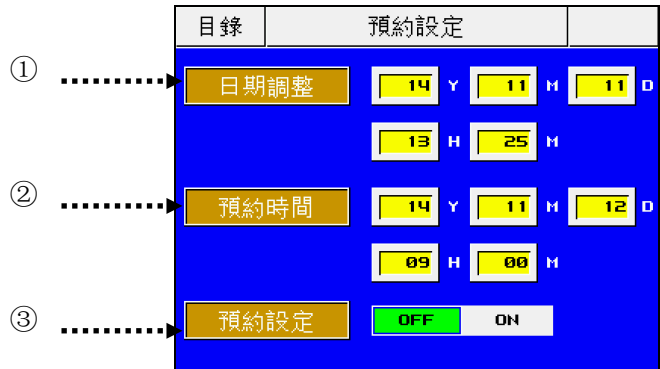 目錄 預約設定
① 日期調整 14 Y 11 M 11 D
13 H 25 M
② 預約時間 14 Y 11 M 12 D
09 H 00 M
③ 預約設定 OFF ON